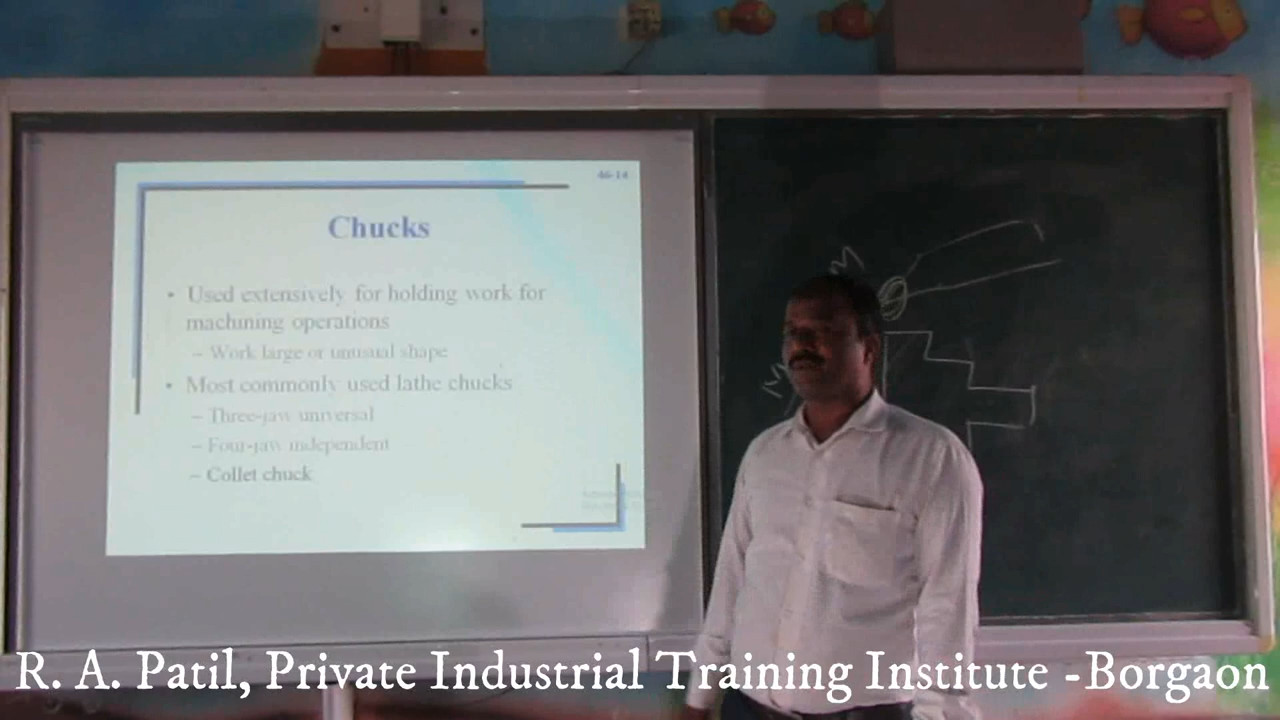 46-14
Chucks
• Used extensively for holding work for
machining operations
– Work large or unusual shape
• Most commonly used lathe chucks
– Three-jaw universal
– Four-jaw independent
– Collet chuck
M
M
R. A. Patil, Private Industrial Training Institute -Borgaon